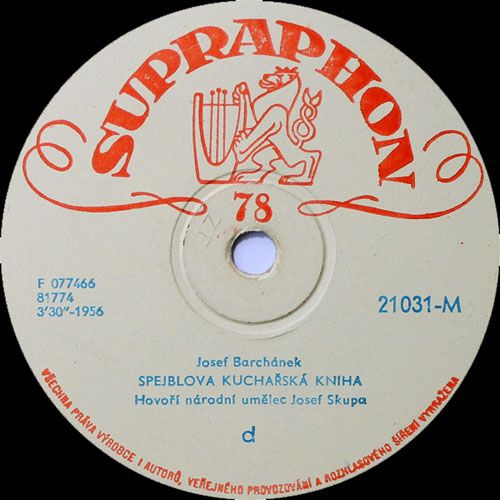 SUPRAPHON
78
F 077466
81774
3'30"-1956
21031-M
Josef Barchánek
SPEJBLOVA KUCHAŘSKÁ KNIHA
Hovoří národní umělec Josef Skupa
d
VŠECHNA PRÁVA VÝROBCE I AUTORŮ, VEŘEJNÉHO PROVOZOVÁNÍ A ROZHLASOVÉHO ŠÍŘENÍ VYHRAŽENA